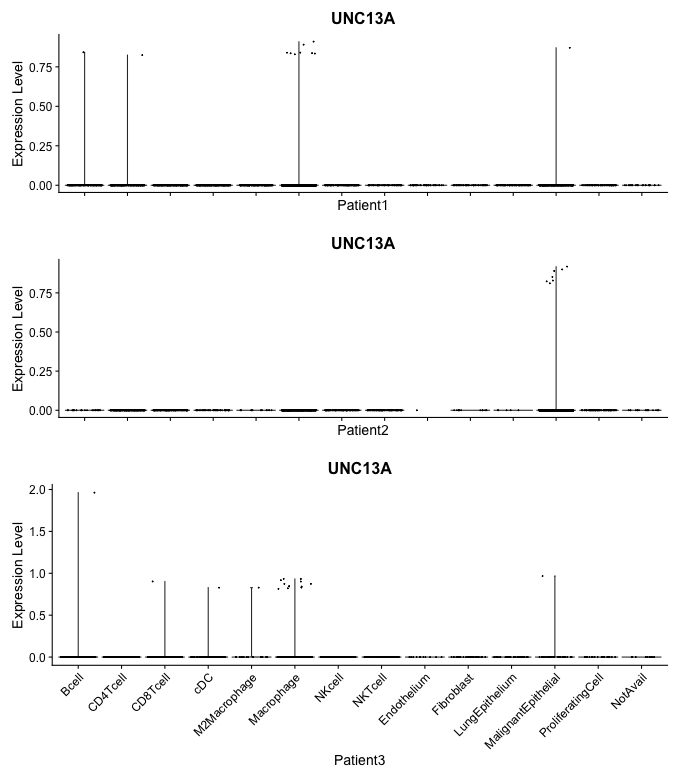 UNC13A
Expression Level
0.75
0.50
0.25
0.00
Patient1
UNC13A
Expression Level
0.75
0.50
0.25
0.00
Patient2
UNC13A
Expression Level
2.0
1.5
1.0
0.5
0.0
Bcell
CD4Tcell
CD8Tcell
cDC
M2Macrophage
Macrophage
NKcell
NKTcell
Endothelium
Fibroblast
LungEpithelium
MalignantEpithelial
ProliferatingCell
NotAvail
Patient3